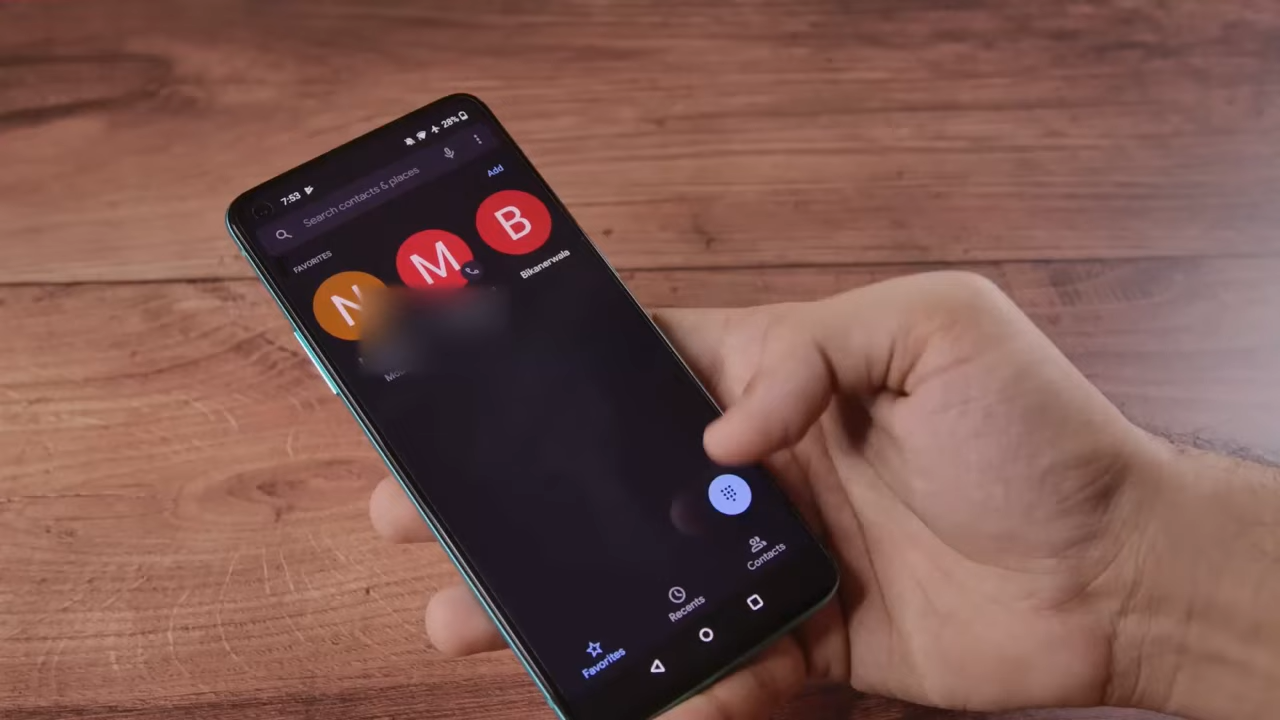 7:53
28%
Search contacts & places
FAVORITES
Add
N
M
B
Bikanerwala
Contacts
Recents
Favorites